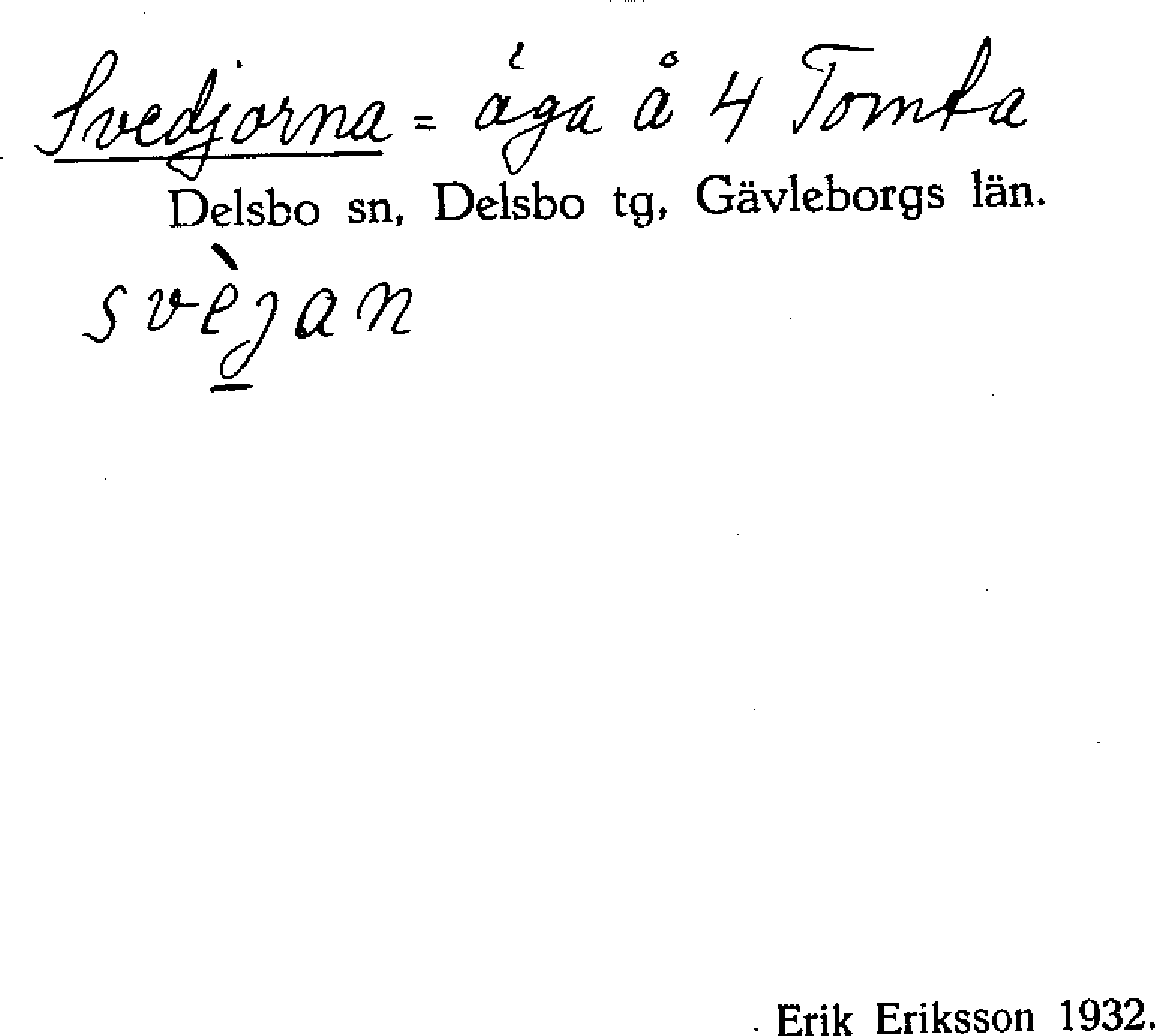 Svedjorna = äga å 4 Tomta
Delsbo sn, Delsbo tg, Gävleborgs län.
svèjan
Erik Eriksson 1932.